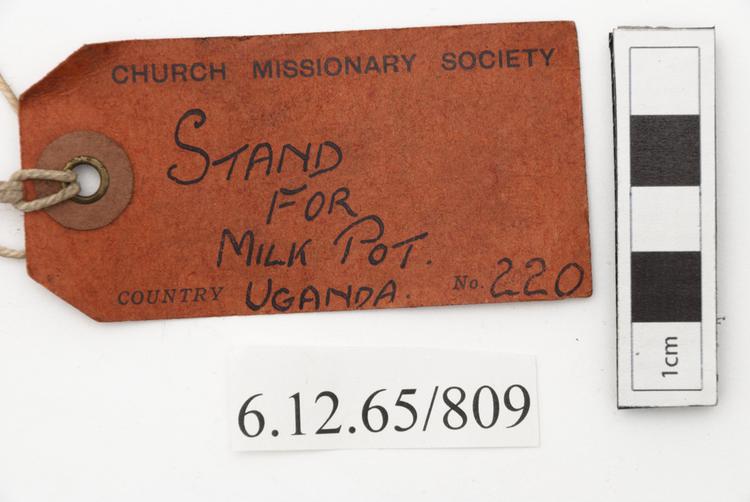 CHURCH MISSIONARY SOCIETY
STAND
FOR
MILK POT.
COUNTRY UGANDA. No. 220
6.12.65/809
1cm